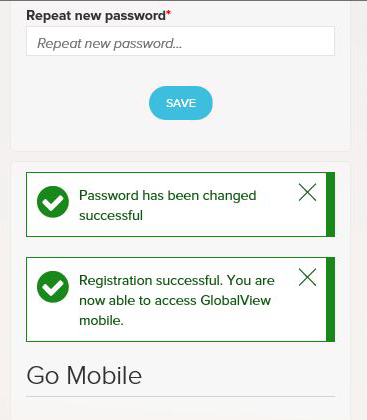 Repeat new password*
Repeat new password...
SAVE
Password has been changed
successful
Registration successful. You are
now able to access GlobalView
mobile.
Go Mobile